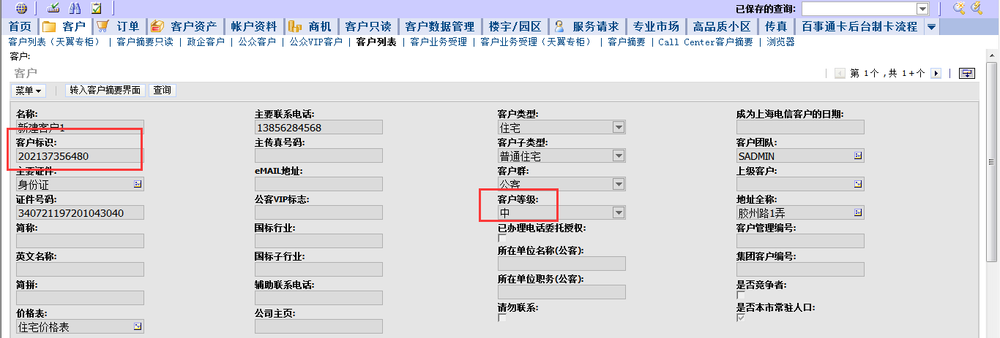 已保存的查询:
首页 客户 订单 客户资产 帐户资料 商机 客户只读 客户数据管理 楼宇/园区 服务请求 专业市场 高品质小区 传真 百事通卡后台制卡流程
客户列表（天翼专柜） | 客户摘要只读 | 政企客户 | 公众客户 | 公众VIP客户 | 客户列表 | 客户业务受理 | 客户业务受理（天翼专柜） | 客户摘要 | Call Center客户摘要 | 浏览器
客户:
客户 第 1个 ,共 1+个
菜单 转入客户摘要界面 查询
名称: 主要联系电话: 客户类型: 成为上海电信客户的日期:
新建客户1 13856284568 住宅
客户标识: 主传真号码: 客户子类型: 客户团队:
202137356480 普通住宅 SADMIN
主要证件: eMAIL地址: 客户群: 上级客户:
身份证 公客
证件号码: 公客VIP标志: 客户等级: 地址全称:
340721197201043040 中 胶州路1弄
简称: 国标行业: 已办理电话委托授权: 客户管理编号:
所在单位名称(公客):
英文名称: 国标子行业: 集团客户编号:
所在单位职务(公客):
简拼: 辅助联系电话: 是否竞争者:
价格表: 公司主页: 请勿联系: 是否本市常驻人口:
住宅价格表